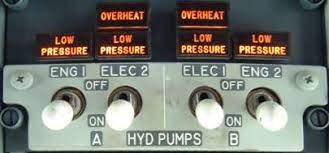 OVERHEAT OVERHEAT
LOW PRESSURE LOW PRESSURE LOW PRESSURE LOW PRESSURE
ENG 1 ELEC 2 ELEC 1 ENG 2
OFF OFF
ON ON
A HYD PUMPS B